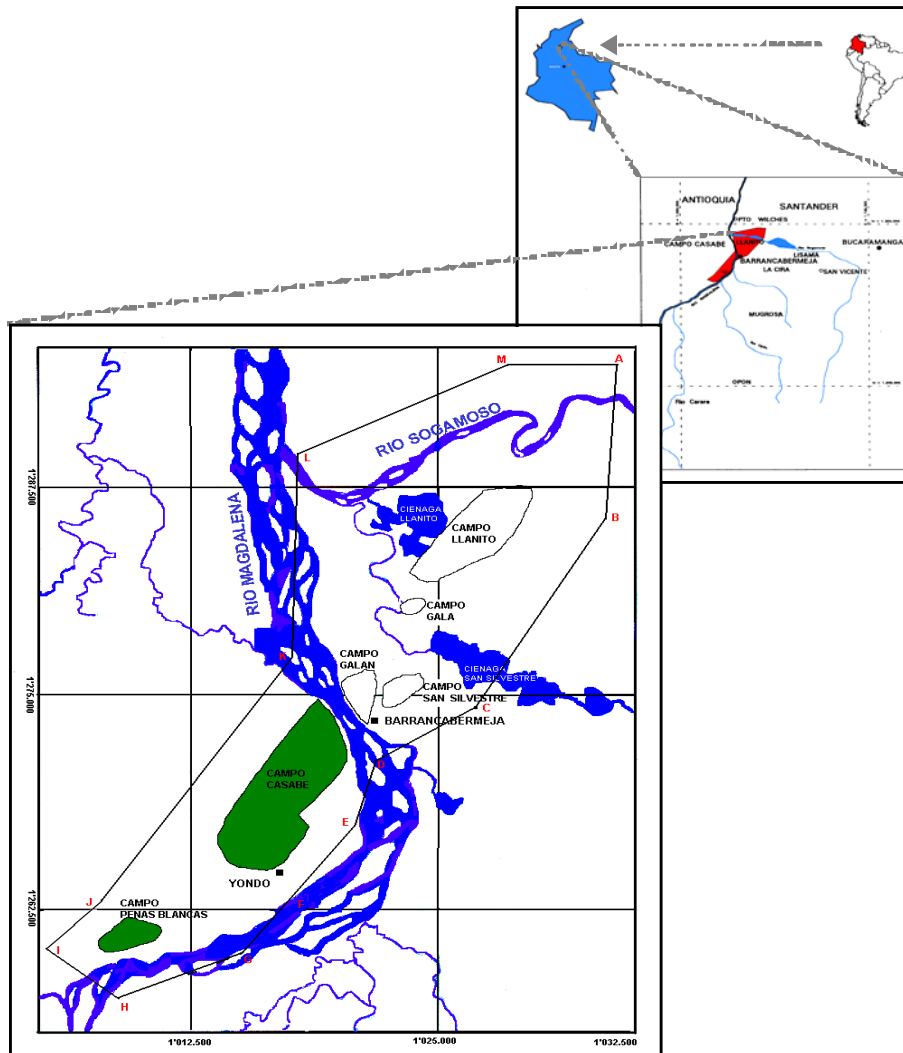 ANTIOQUIA
SANTANDER
PTO WILCHES
CAMPO CASABE
LLANITO
BUCARAMANGA
LISAMA
BARRANCABERMEJA
LA CIRA
SAN VICENTE
MUGROSA
OPON
Rio Carare
M
A
RIO SOGAMOSO
L
1'287.500
CIENAGA
LLANITO
B
CAMPO
LLANITO
RIO MAGDALENA
CAMPO
GALA
K
CAMPO
GALAN
CIENAGA
SAN SILVESTRE
1'275.000
CAMPO
SAN SILVESTRE
C
BARRANCABERMEJA
D
CAMPO
CASABE
E
YONDO
J
CAMPO
PENAS BLANCAS
F
1'262.500
I
G
H
1'012.500
1'025.000
1'032.500